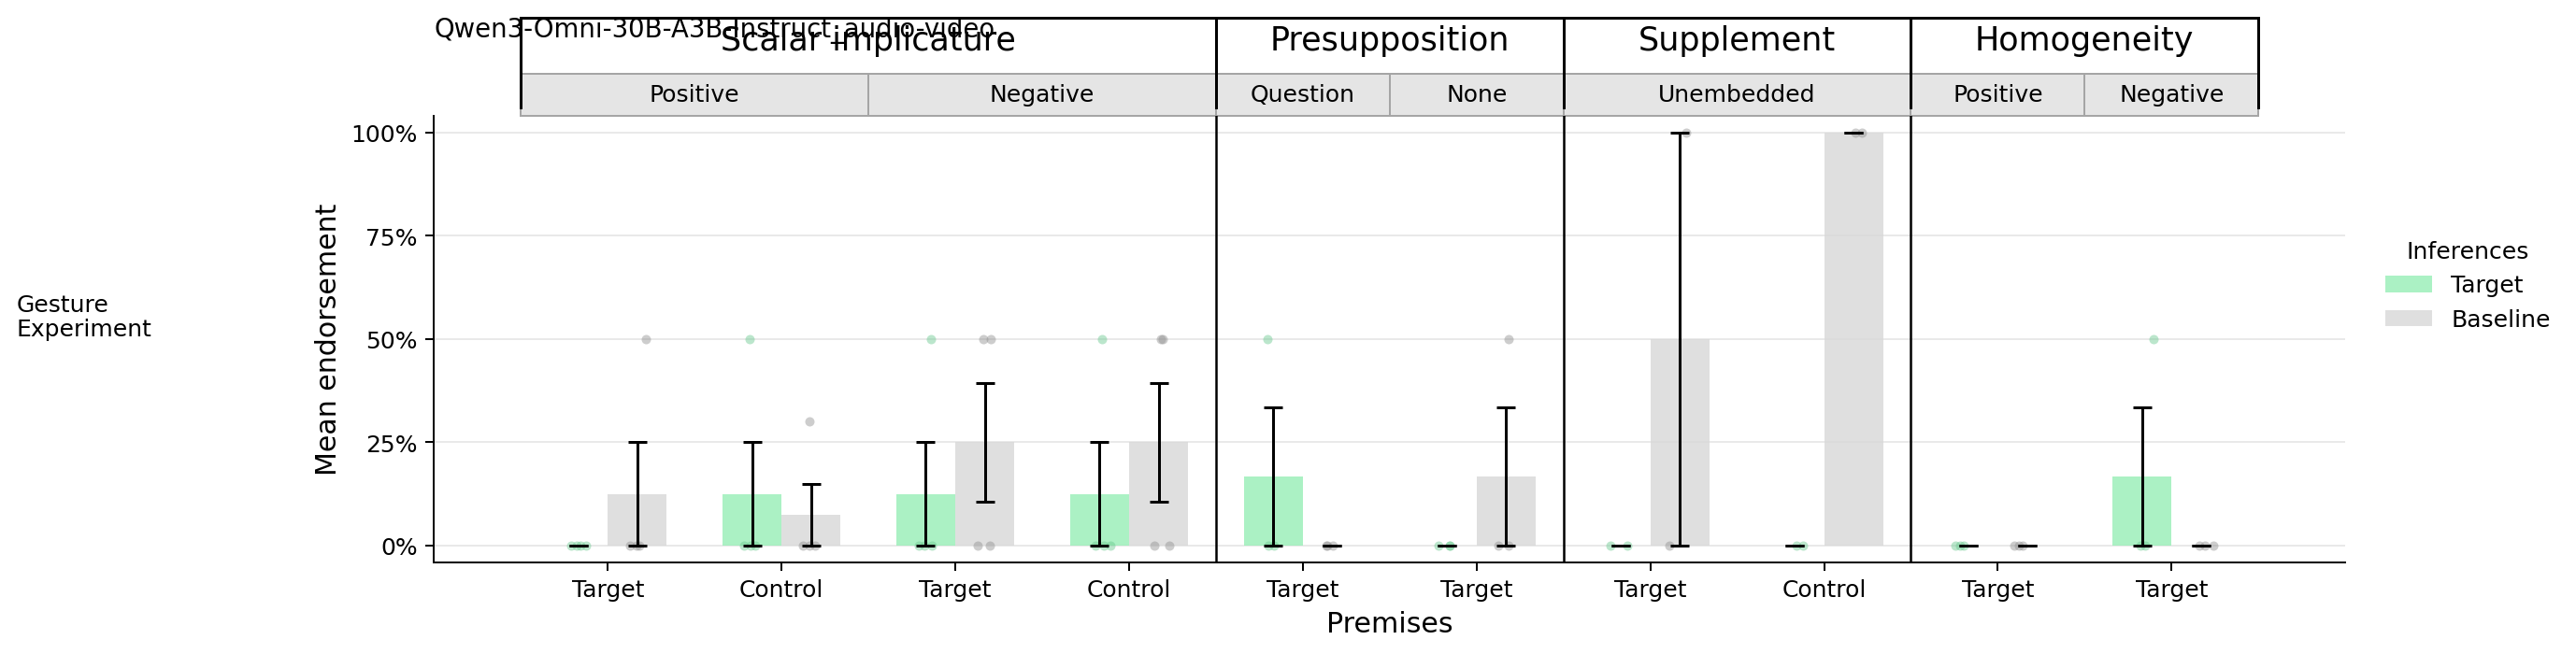 Qwen3-Omni-30B-A3B-Instruct_audio-video
Scalar implicature
Presupposition
Supplement
Homogeneity
Positive
Negative
Question
None
Unembedded
Positive
Negative
Gesture
Experiment
Mean endorsement
100%
75%
50%
25%
0%
Target
Control
Target
Control
Target
Target
Target
Control
Target
Target
Premises
Inferences
Target
Baseline